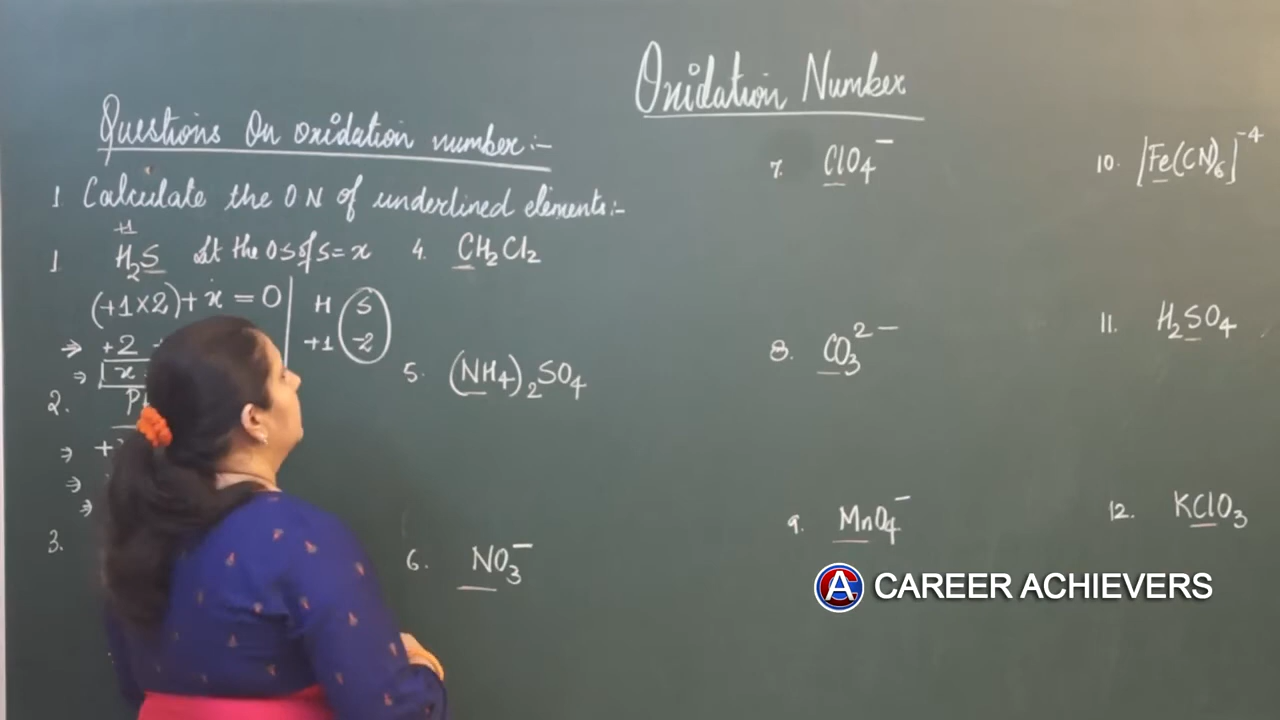 Oxidation Number
Questions On oxidation number:-
1 Calculate the ON of underlined elements:-
+1
1 H₂S let the OS of S = x
(+1×2)+ x = 0 H S
⇒ +2 +1 -2
⇒ x
2.
⇒ +
⇒
⇒
3.
4. CH₂Cl₂
5. (NH₄)₂SO₄
6. NO₃⁻
7. ClO₄⁻
8. CO₃²⁻
9. MnO₄⁻
10. [Fe(CN)₆]⁻⁴
11. H₂SO₄
12. KClO₃
CAREER ACHIEVERS